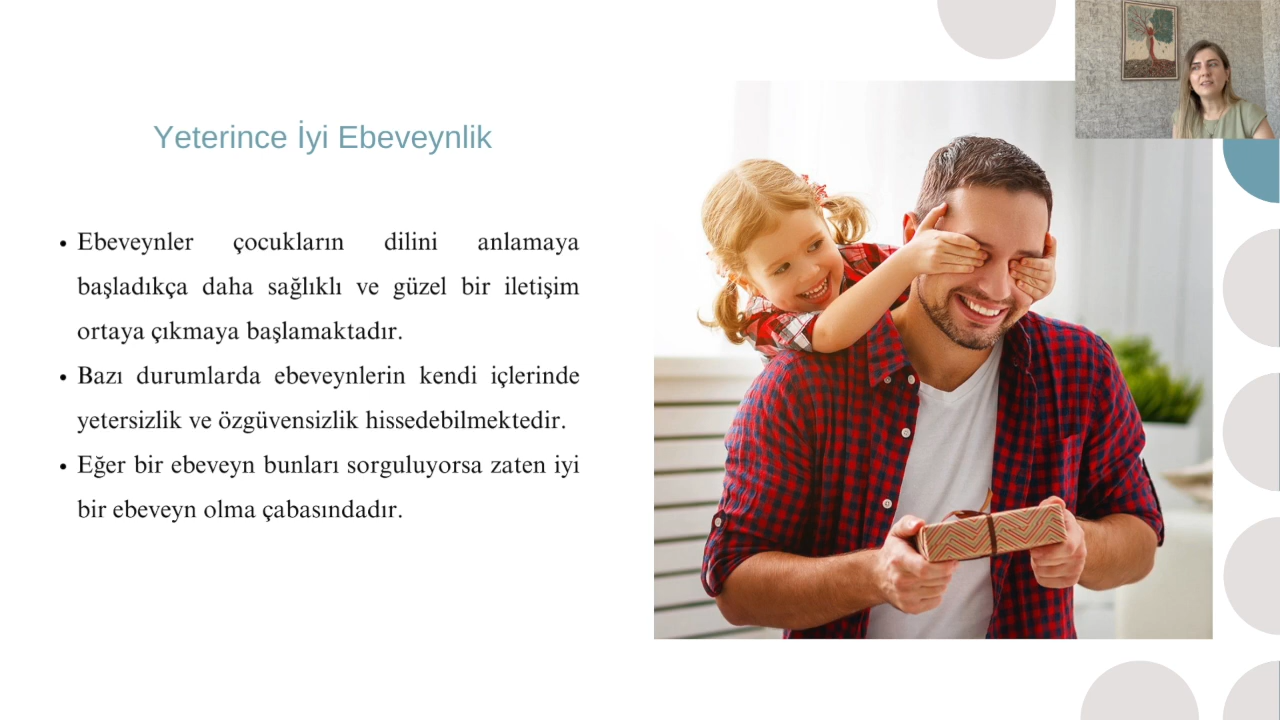 Yeterince İyi Ebeveynlik
• Ebeveynler çocukların dilini anlamaya
başladıkça daha sağlıklı ve güzel bir iletişim
ortaya çıkmaya başlamaktadır.
• Bazı durumlarda ebeveynlerin kendi içlerinde
yetersizlik ve özgüvensizlik hissedebilmektedir.
• Eğer bir ebeveyn bunları sorguluyorsa zaten iyi
bir ebeveyn olma çabasındadır.